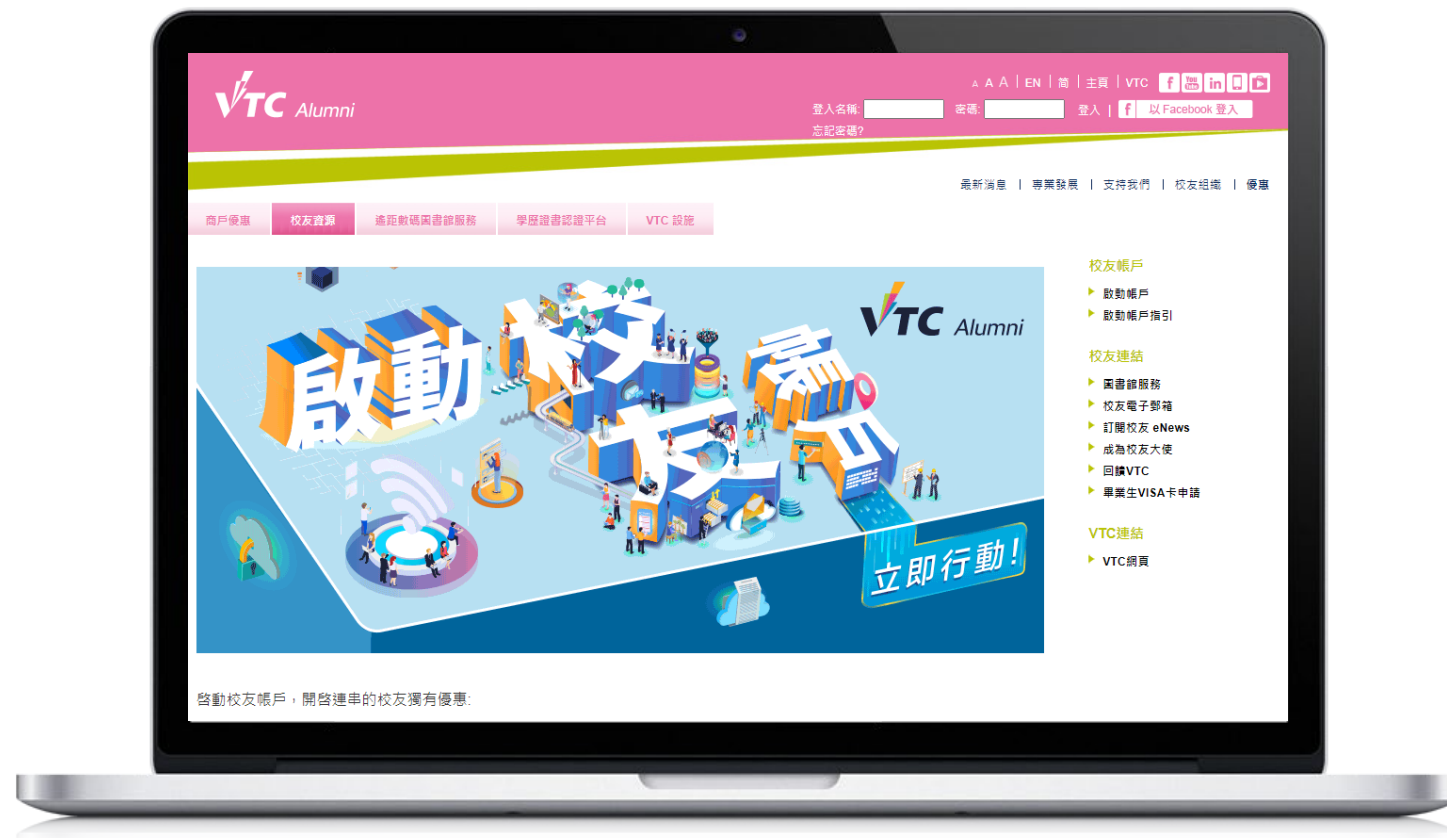 VTC Alumni
A A A | EN | 简 | 主頁 | VTC
登入名稱: 密碼: 登入 | f 以 Facebook 登入
忘記密碼?
最新消息 | 專業發展 | 支持我們 | 校友組織 | 優惠
商戶優惠 校友資源 遙距數碼圖書館服務 學歷證書認證平台 VTC 設施
啟動校友帳戶
VTC Alumni
立即行動!
校友帳戶
啟動帳戶
啟動帳戶指引
校友連結
圖書館服務
校友電子郵箱
訂閱校友 eNews
成為校友大使
回饋VTC
畢業生VISA卡申請
VTC連結
VTC網頁
啓動校友帳戶，開啓連串的校友獨有優惠: